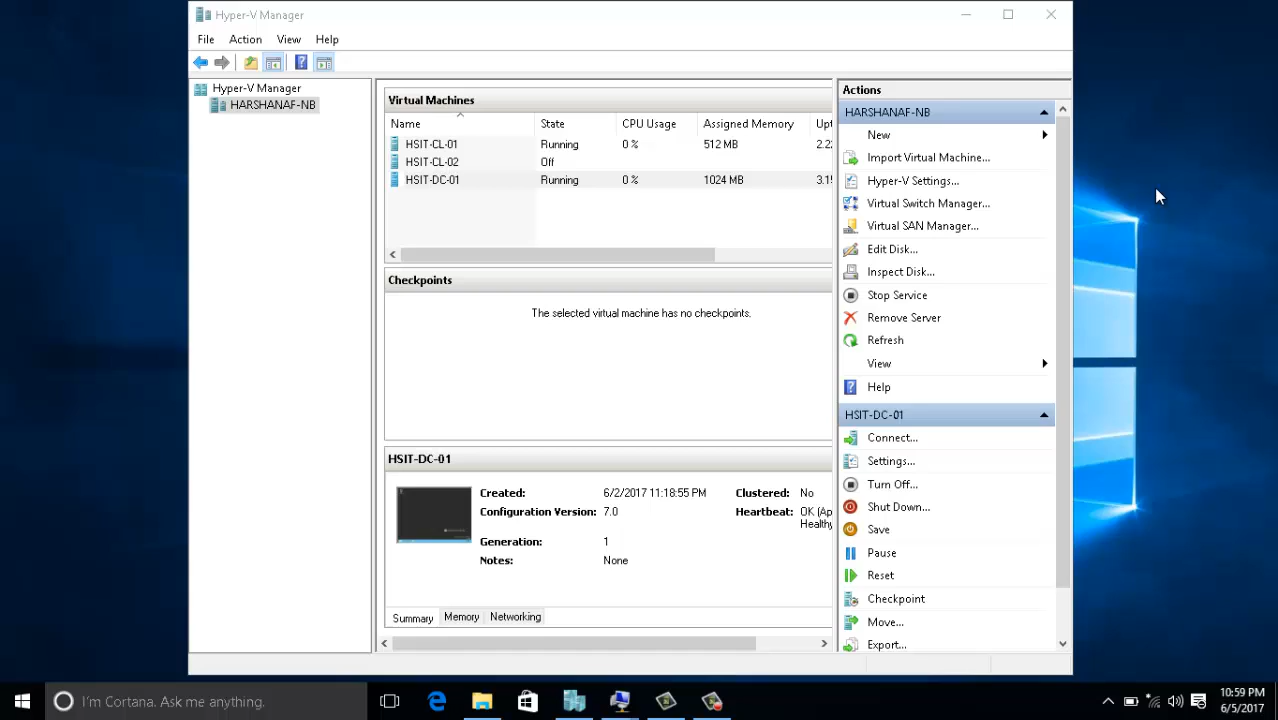 Hyper-V Manager
File Action View Help
Hyper-V Manager
HARSHANAF-NB
Virtual Machines
Name State CPU Usage Assigned Memory Upt
HSIT-CL-01 Running 0 % 512 MB 2.22
HSIT-CL-02 Off
HSIT-DC-01 Running 0 % 1024 MB
Checkpoints
The selected virtual machine has no checkpoints.
HSIT-DC-01
Created: 6/2/2017 11:18:55 PM Clustered: No
Configuration Version: 7.0 Heartbeat: OK (Ap
Healthy
Generation: 1
Notes: None
Summary Memory Networking
Actions
HARSHANAF-NB
New
Import Virtual Machine...
Hyper-V Settings...
Virtual Switch Manager...
Virtual SAN Manager...
Edit Disk...
Inspect Disk...
Stop Service
Remove Server
Refresh
View
Help
HSIT-DC-01
Connect...
Settings...
Turn Off...
Shut Down...
Save
Pause
Reset
Checkpoint
Move...
Export...
I'm Cortana. Ask me anything.
10:59 PM
6/5/2017